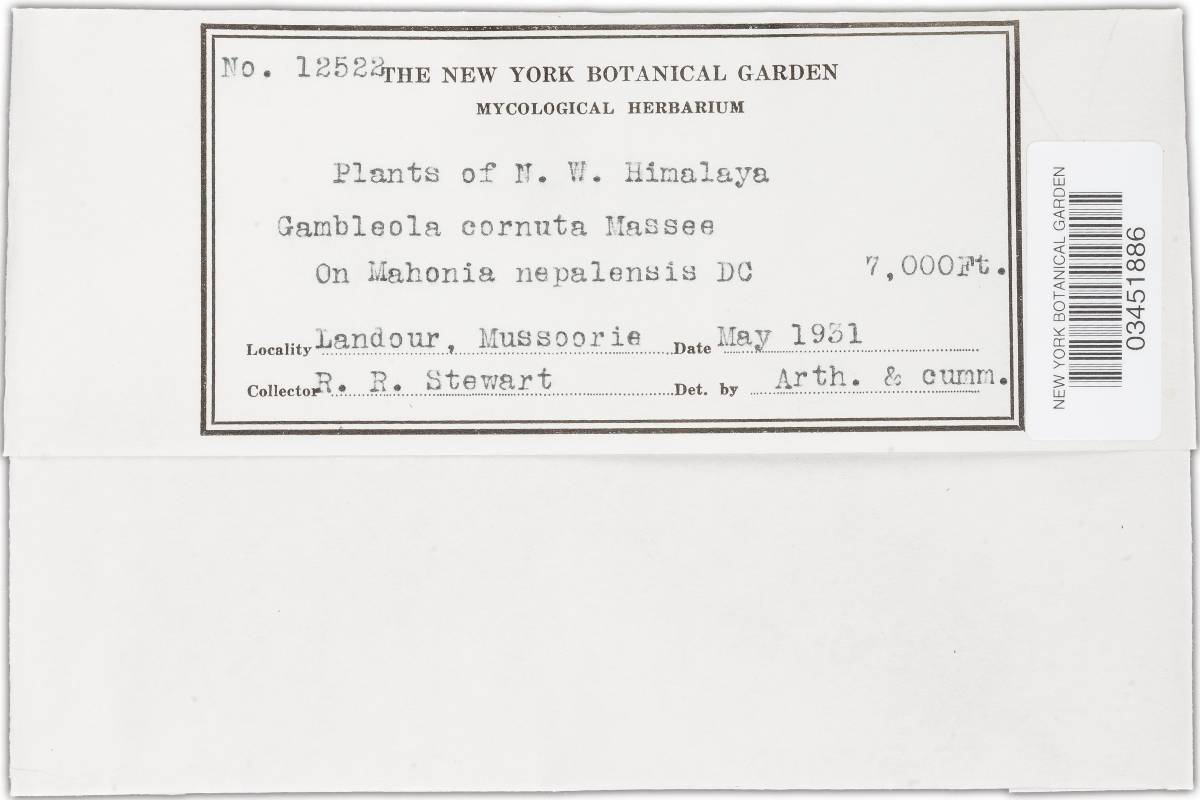 No. 12522 THE NEW YORK BOTANICAL GARDEN
MYCOLOGICAL HERBARIUM
Plants of N. W. Himalaya
Gambleola cornuta Massee
On Mahonia nepalensis DC 7,000Ft.
Locality Landour, Mussoorie Date May 1931
Collector R. R. Stewart Det. by Arth. & cumm.
NEW YORK BOTANICAL GARDEN
03451886